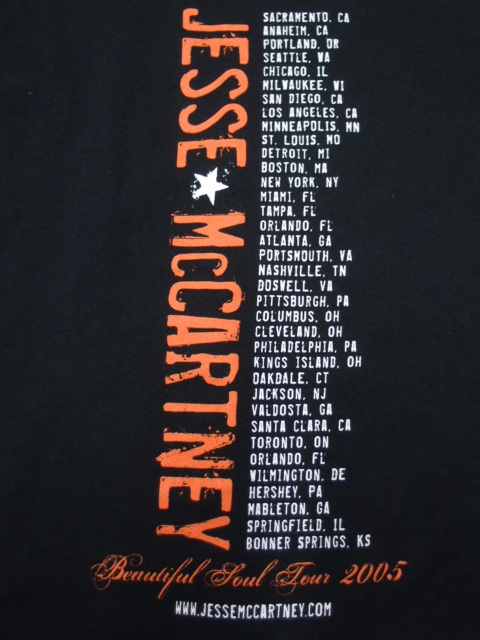 JESSE★McCARTNEY
SACRAMENTO, CA
ANAHEIM, CA
PORTLAND, OR
SEATTLE, WA
CHICAGO, IL
MILWAUKEE, WI
SAN DIEGO, CA
LOS ANGELES, CA
MINNEAPOLIS, MN
ST. LOUIS, MO
DETROIT, MI
BOSTON, MA
NEW YORK, NY
MIAMI, FL
TAMPA, FL
ORLANDO, FL
ATLANTA, GA
PORTSMOUTH, VA
NASHVILLE, TN
DOSWELL, VA
PITTSBURGH, PA
COLUMBUS, OH
CLEVELAND, OH
PHILADELPHIA, PA
KINGS ISLAND, OH
OAKDALE, CT
JACKSON, NJ
VALDOSTA, GA
SANTA CLARA, CA
TORONTO, ON
ORLANDO, FL
WILMINGTON, DE
HERSHEY, PA
MABLETON, GA
SPRINGFIELD, IL
BONNER SPRINGS, KS
Beautiful Soul Tour 2005
WWW.JESSEMCCARTNEY.COM